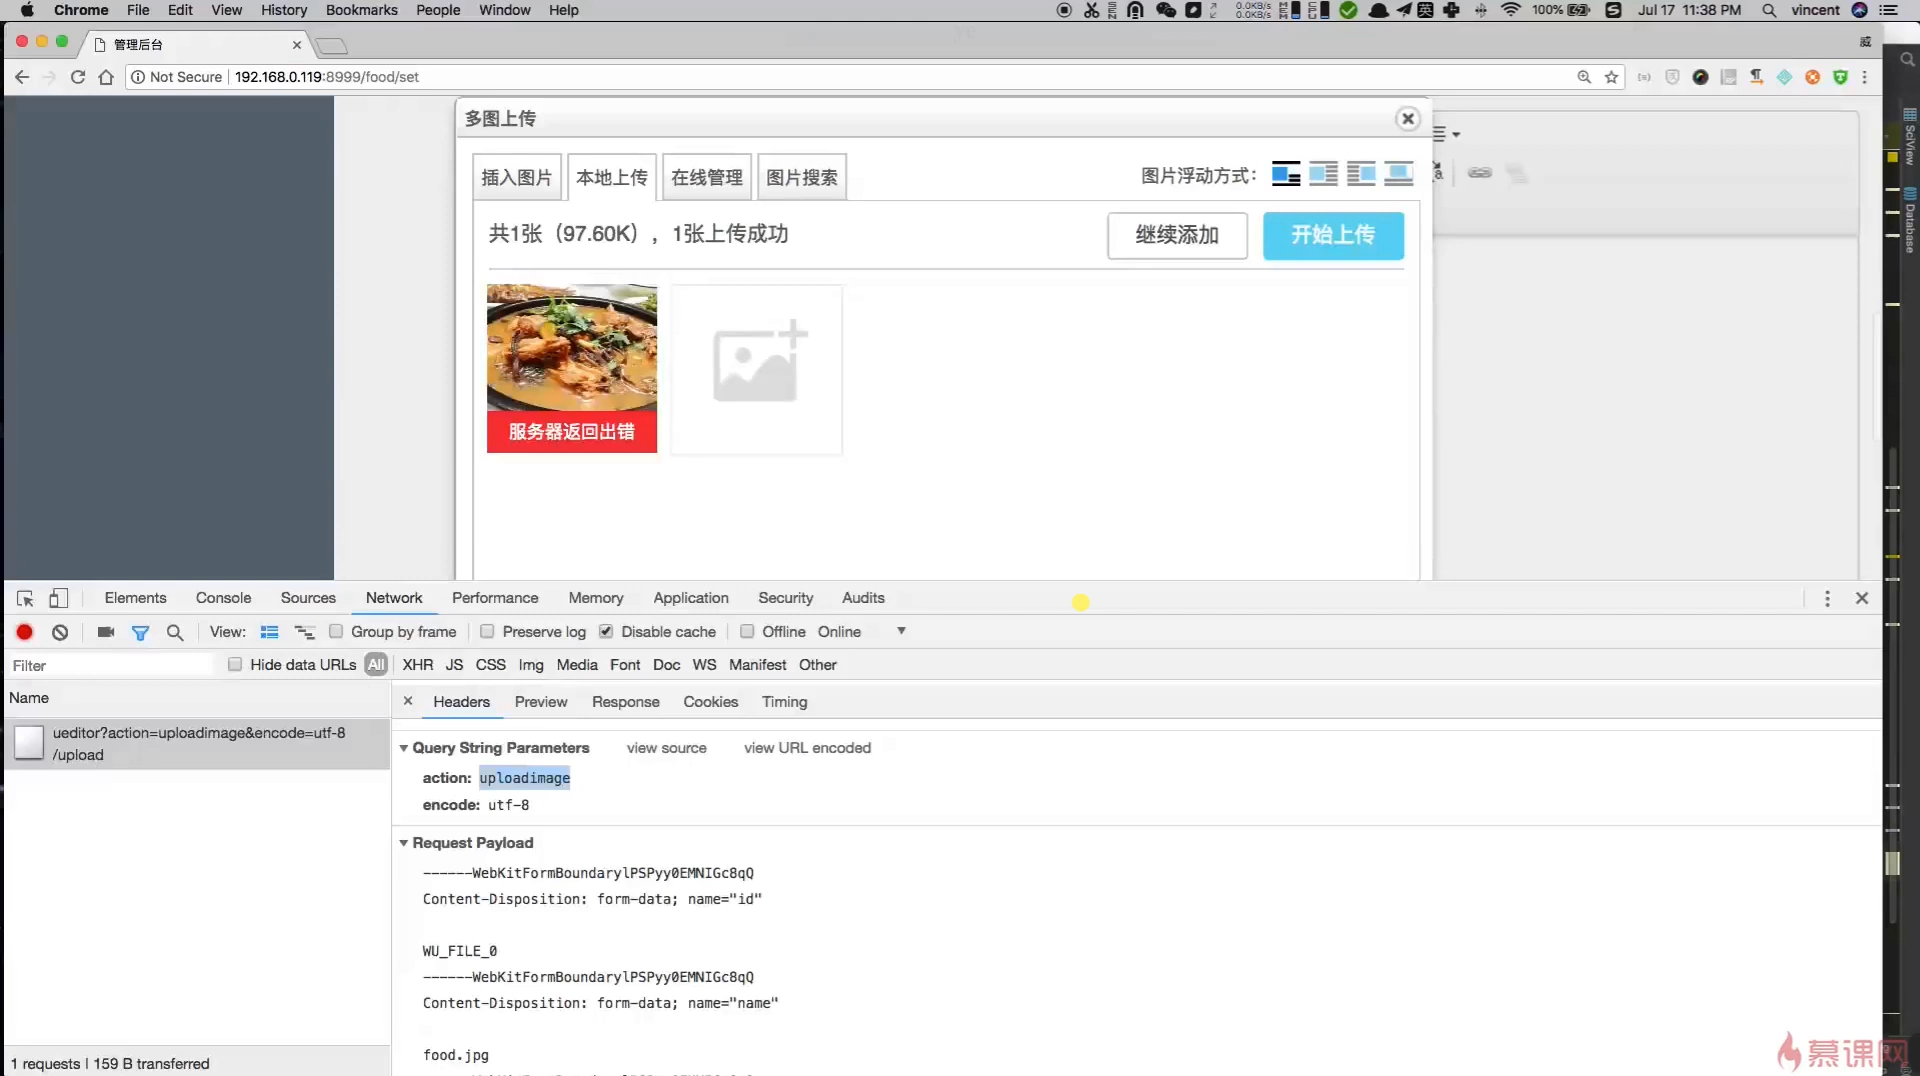 Chrome File Edit View History Bookmarks People Window Help 0.0KB/s 0.0KB/s 100% Jul 17 11:38 PM vincent
管理后台
Not Secure 192.168.0.119:8999/food/set
多图上传
插入图片 本地上传 在线管理 图片搜索 图片浮动方式：
共1张（97.60K），1张上传成功 继续添加 开始上传
服务器返回出错
SciView
Database
Elements Console Sources Network Performance Memory Application Security Audits
View: Group by frame Preserve log Disable cache Offline Online
Filter Hide data URLs All XHR JS CSS Img Media Font Doc WS Manifest Other
Name
Headers Preview Response Cookies Timing
ueditor?action=uploadimage&encode=utf-8
/upload
Query String Parameters view source view URL encoded
action: uploadimage
encode: utf-8
Request Payload
------WebKitFormBoundarylPSPyy0EMNIGc8qQ
Content-Disposition: form-data; name="id"
WU_FILE_0
------WebKitFormBoundarylPSPyy0EMNIGc8qQ
Content-Disposition: form-data; name="name"
food.jpg
1 requests | 159 B transferred
慕课网